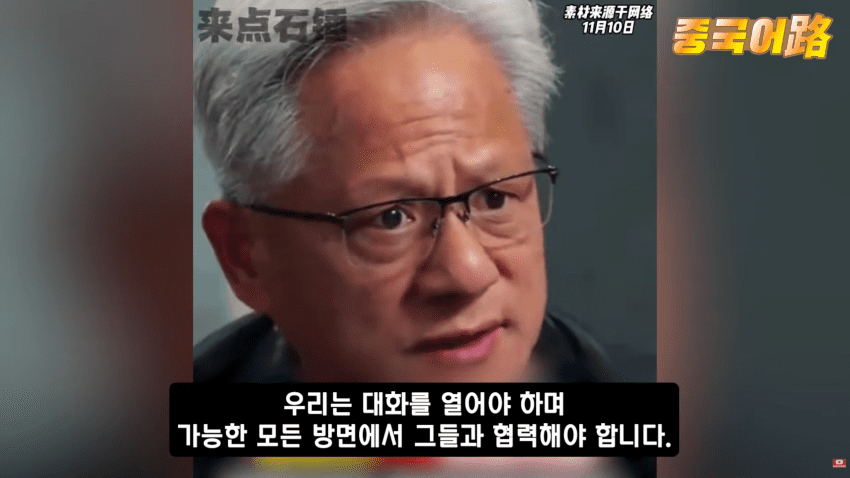 来点石锤
素材来源于网络
11月10日
중국어路
우리는 대화를 열어야 하며
가능한 모든 방면에서 그들과 협력해야 합니다.